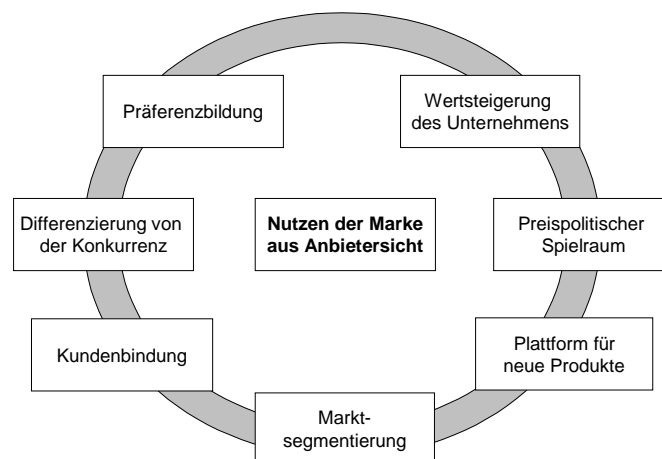 Präferenzbildung
Wertsteigerung
des Unternehmens
Differenzierung von
der Konkurrenz
Nutzen der Marke
aus Anbietersicht
Preispolitischer
Spielraum
Kundenbindung
Plattform für
neue Produkte
Markt-
segmentierung